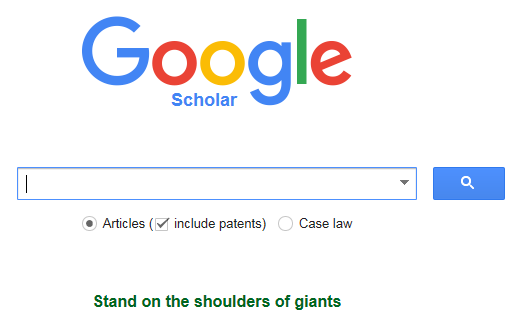 Google
Scholar
Articles (include patents) Case law
Stand on the shoulders of giants